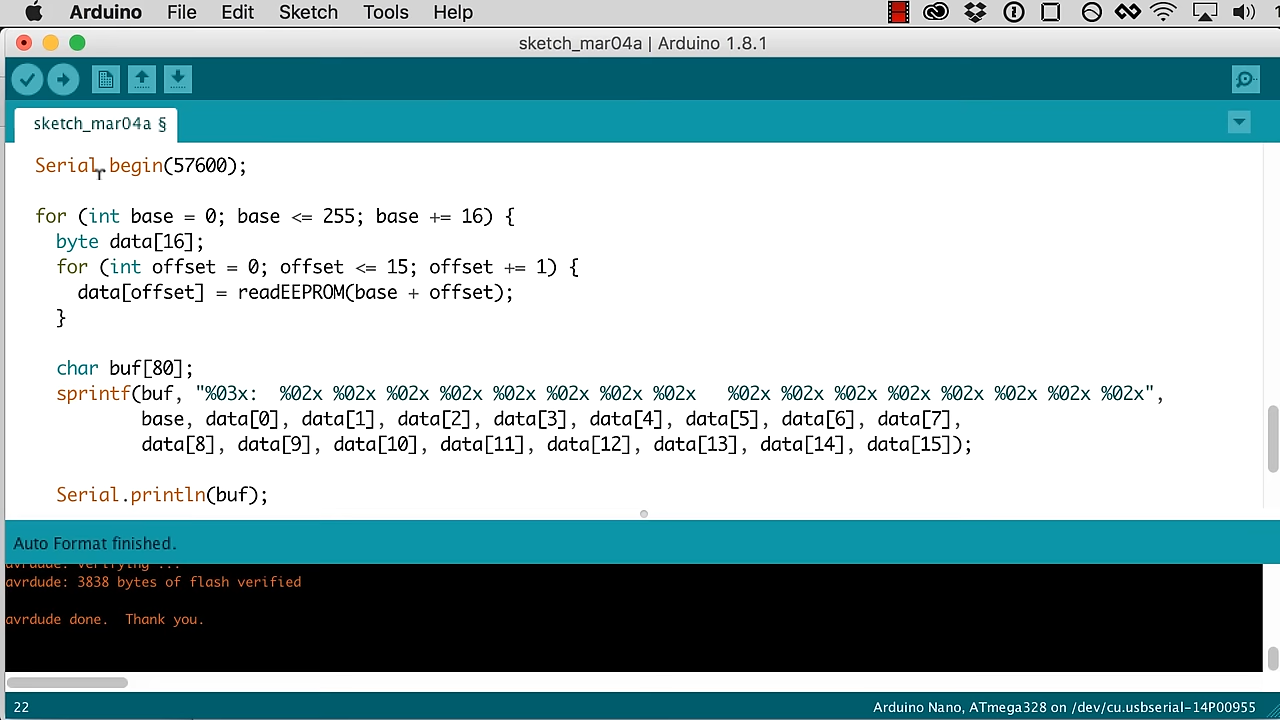 Arduino File Edit Sketch Tools Help
sketch_mar04a | Arduino 1.8.1
sketch_mar04a §
Serial.begin(57600);
for (int base = 0; base <= 255; base += 16) {
byte data[16];
for (int offset = 0; offset <= 15; offset += 1) {
data[offset] = readEEPROM(base + offset);
}
char buf[80];
sprintf(buf, "%03x:  %02x %02x %02x %02x %02x %02x %02x %02x   %02x %02x %02x %02x %02x %02x %02x %02x",
base, data[0], data[1], data[2], data[3], data[4], data[5], data[6], data[7],
data[8], data[9], data[10], data[11], data[12], data[13], data[14], data[15]);
Serial.println(buf);
Auto Format finished.
avrdude: verifying ...
avrdude: 3838 bytes of flash verified
avrdude done.  Thank you.
22
Arduino Nano, ATmega328 on /dev/cu.usbserial-14P00955